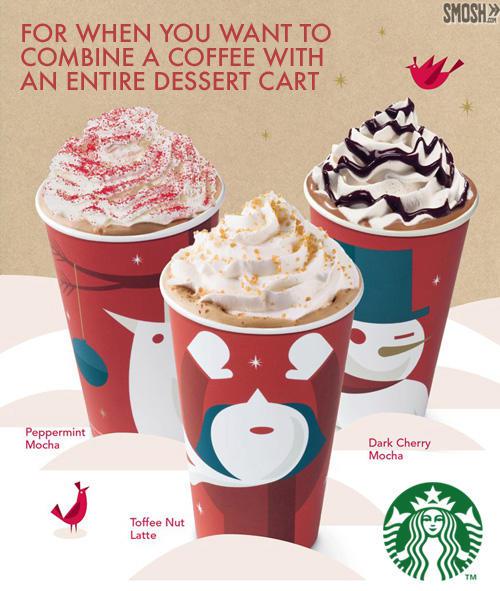 SMOSH
.COM
FOR WHEN YOU WANT TO
COMBINE A COFFEE WITH
AN ENTIRE DESSERT CART
Peppermint
Mocha
Dark Cherry
Mocha
Toffee Nut
Latte
TM